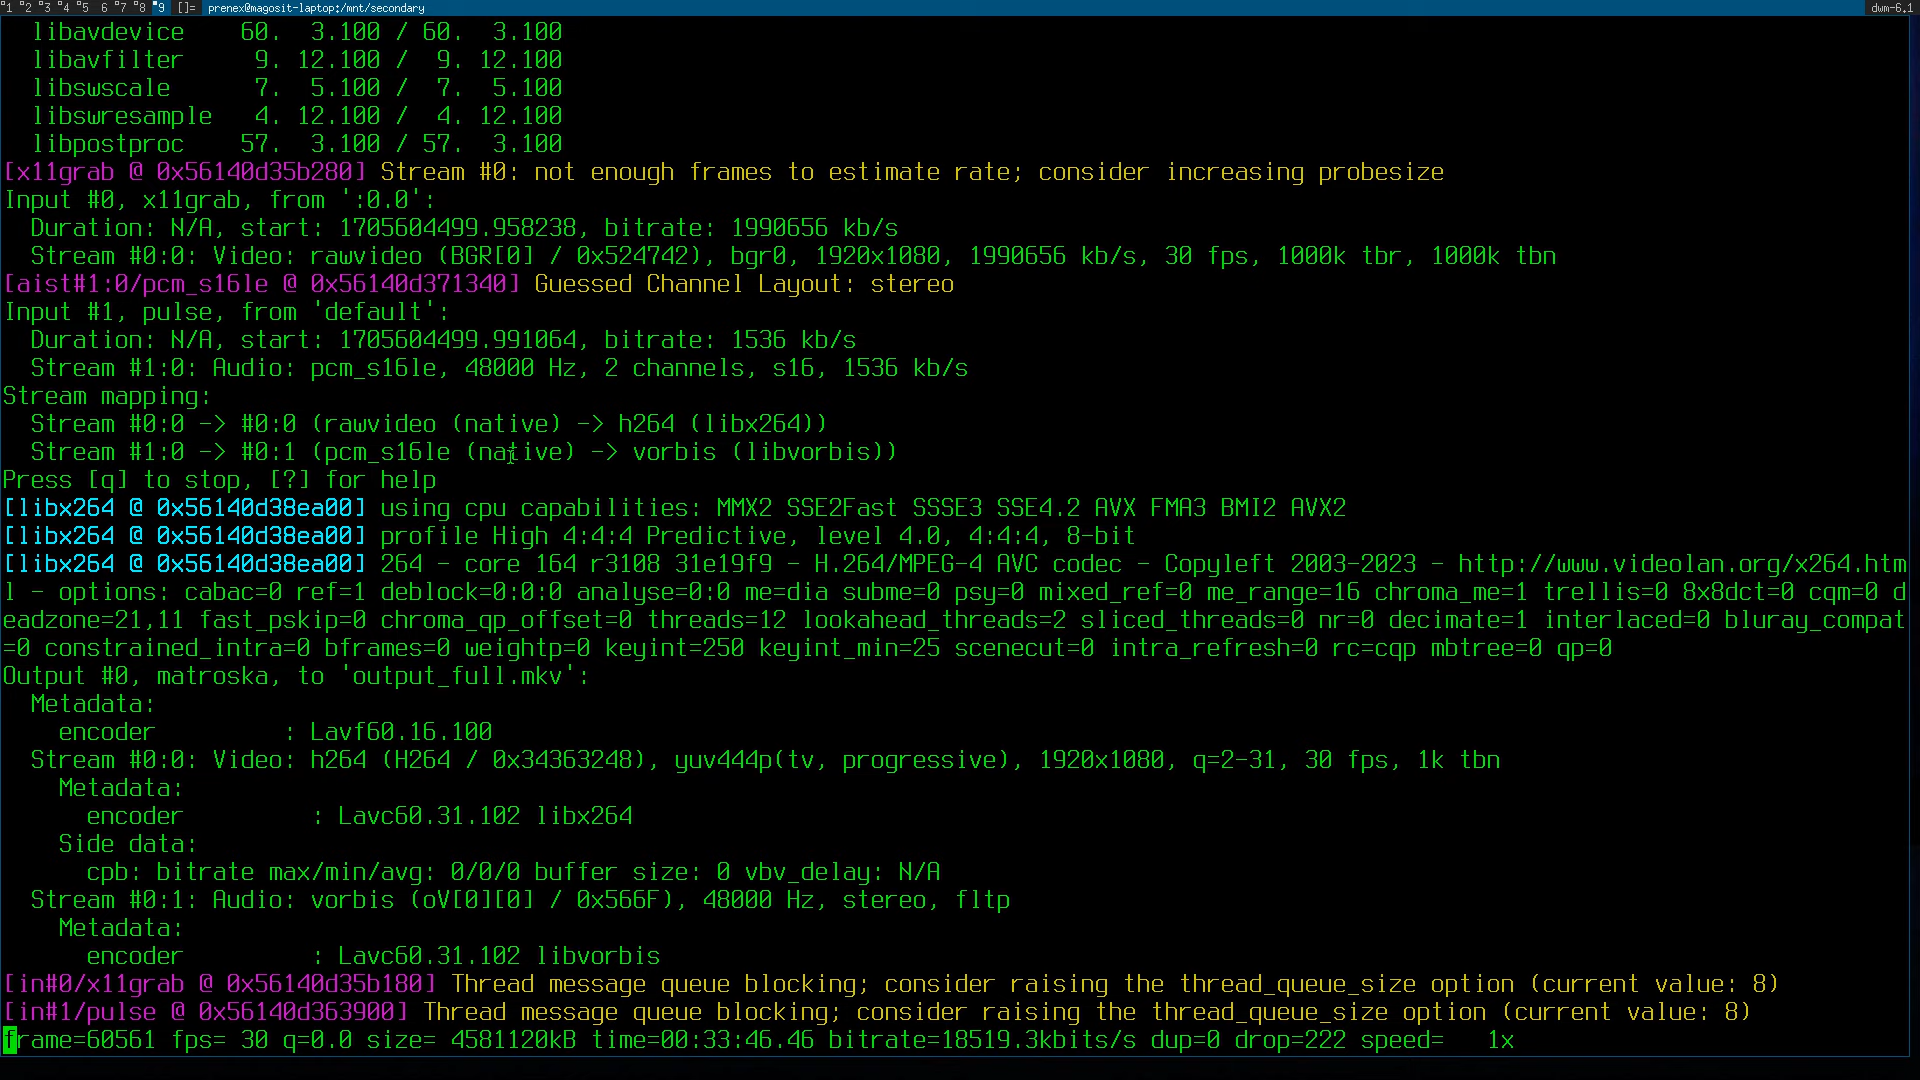 1 2 3 4 5 6 7 8 9 []= prenex@magosit-laptop:/mnt/secondary dwm-6.1
libavdevice    60.  3.100 / 60.  3.100
libavfilter     9. 12.100 /  9. 12.100
libswscale      7.  5.100 /  7.  5.100
libswresample   4. 12.100 /  4. 12.100
libpostproc    57.  3.100 / 57.  3.100
[x11grab @ 0x56140d35b280] Stream #0: not enough frames to estimate rate; consider increasing probesize
Input #0, x11grab, from ':0.0':
  Duration: N/A, start: 1705604499.958238, bitrate: 1990656 kb/s
  Stream #0:0: Video: rawvideo (BGR[0] / 0x524742), bgr0, 1920x1080, 1990656 kb/s, 30 fps, 1000k tbr, 1000k tbn
[aist#1:0/pcm_s16le @ 0x56140d371340] Guessed Channel Layout: stereo
Input #1, pulse, from 'default':
  Duration: N/A, start: 1705604499.991064, bitrate: 1536 kb/s
  Stream #1:0: Audio: pcm_s16le, 48000 Hz, 2 channels, s16, 1536 kb/s
Stream mapping:
  Stream #0:0 -> #0:0 (rawvideo (native) -> h264 (libx264))
  Stream #1:0 -> #0:1 (pcm_s16le (native) -> vorbis (libvorbis))
Press [q] to stop, [?] for help
[libx264 @ 0x56140d38ea00] using cpu capabilities: MMX2 SSE2Fast SSSE3 SSE4.2 AVX FMA3 BMI2 AVX2
[libx264 @ 0x56140d38ea00] profile High 4:4:4 Predictive, level 4.0, 4:4:4, 8-bit
[libx264 @ 0x56140d38ea00] 264 - core 164 r3108 31e19f9 - H.264/MPEG-4 AVC codec - Copyleft 2003-2023 - http://www.videolan.org/x264.htm
l - options: cabac=0 ref=1 deblock=0:0:0 analyse=0:0 me=dia subme=0 psy=0 mixed_ref=0 me_range=16 chroma_me=1 trellis=0 8x8dct=0 cqm=0 d
eadzone=21,11 fast_pskip=0 chroma_qp_offset=0 threads=12 lookahead_threads=2 sliced_threads=0 nr=0 decimate=1 interlaced=0 bluray_compat
=0 constrained_intra=0 bframes=0 weightp=0 keyint=250 keyint_min=25 scenecut=0 intra_refresh=0 rc=cqp mbtree=0 qp=0
Output #0, matroska, to 'output_full.mkv':
  Metadata:
    encoder         : Lavf60.16.100
  Stream #0:0: Video: h264 (H264 / 0x34363248), yuv444p(tv, progressive), 1920x1080, q=2-31, 30 fps, 1k tbn
    Metadata:
      encoder         : Lavc60.31.102 libx264
    Side data:
      cpb: bitrate max/min/avg: 0/0/0 buffer size: 0 vbv_delay: N/A
  Stream #0:1: Audio: vorbis (oV[0][0] / 0x566F), 48000 Hz, stereo, fltp
    Metadata:
      encoder         : Lavc60.31.102 libvorbis
[in#0/x11grab @ 0x56140d35b180] Thread message queue blocking; consider raising the thread_queue_size option (current value: 8)
[in#1/pulse @ 0x56140d363900] Thread message queue blocking; consider raising the thread_queue_size option (current value: 8)
frame=60561 fps= 30 q=0.0 size= 4581120kB time=00:33:46.46 bitrate=18519.3kbits/s dup=0 drop=222 speed=   1x